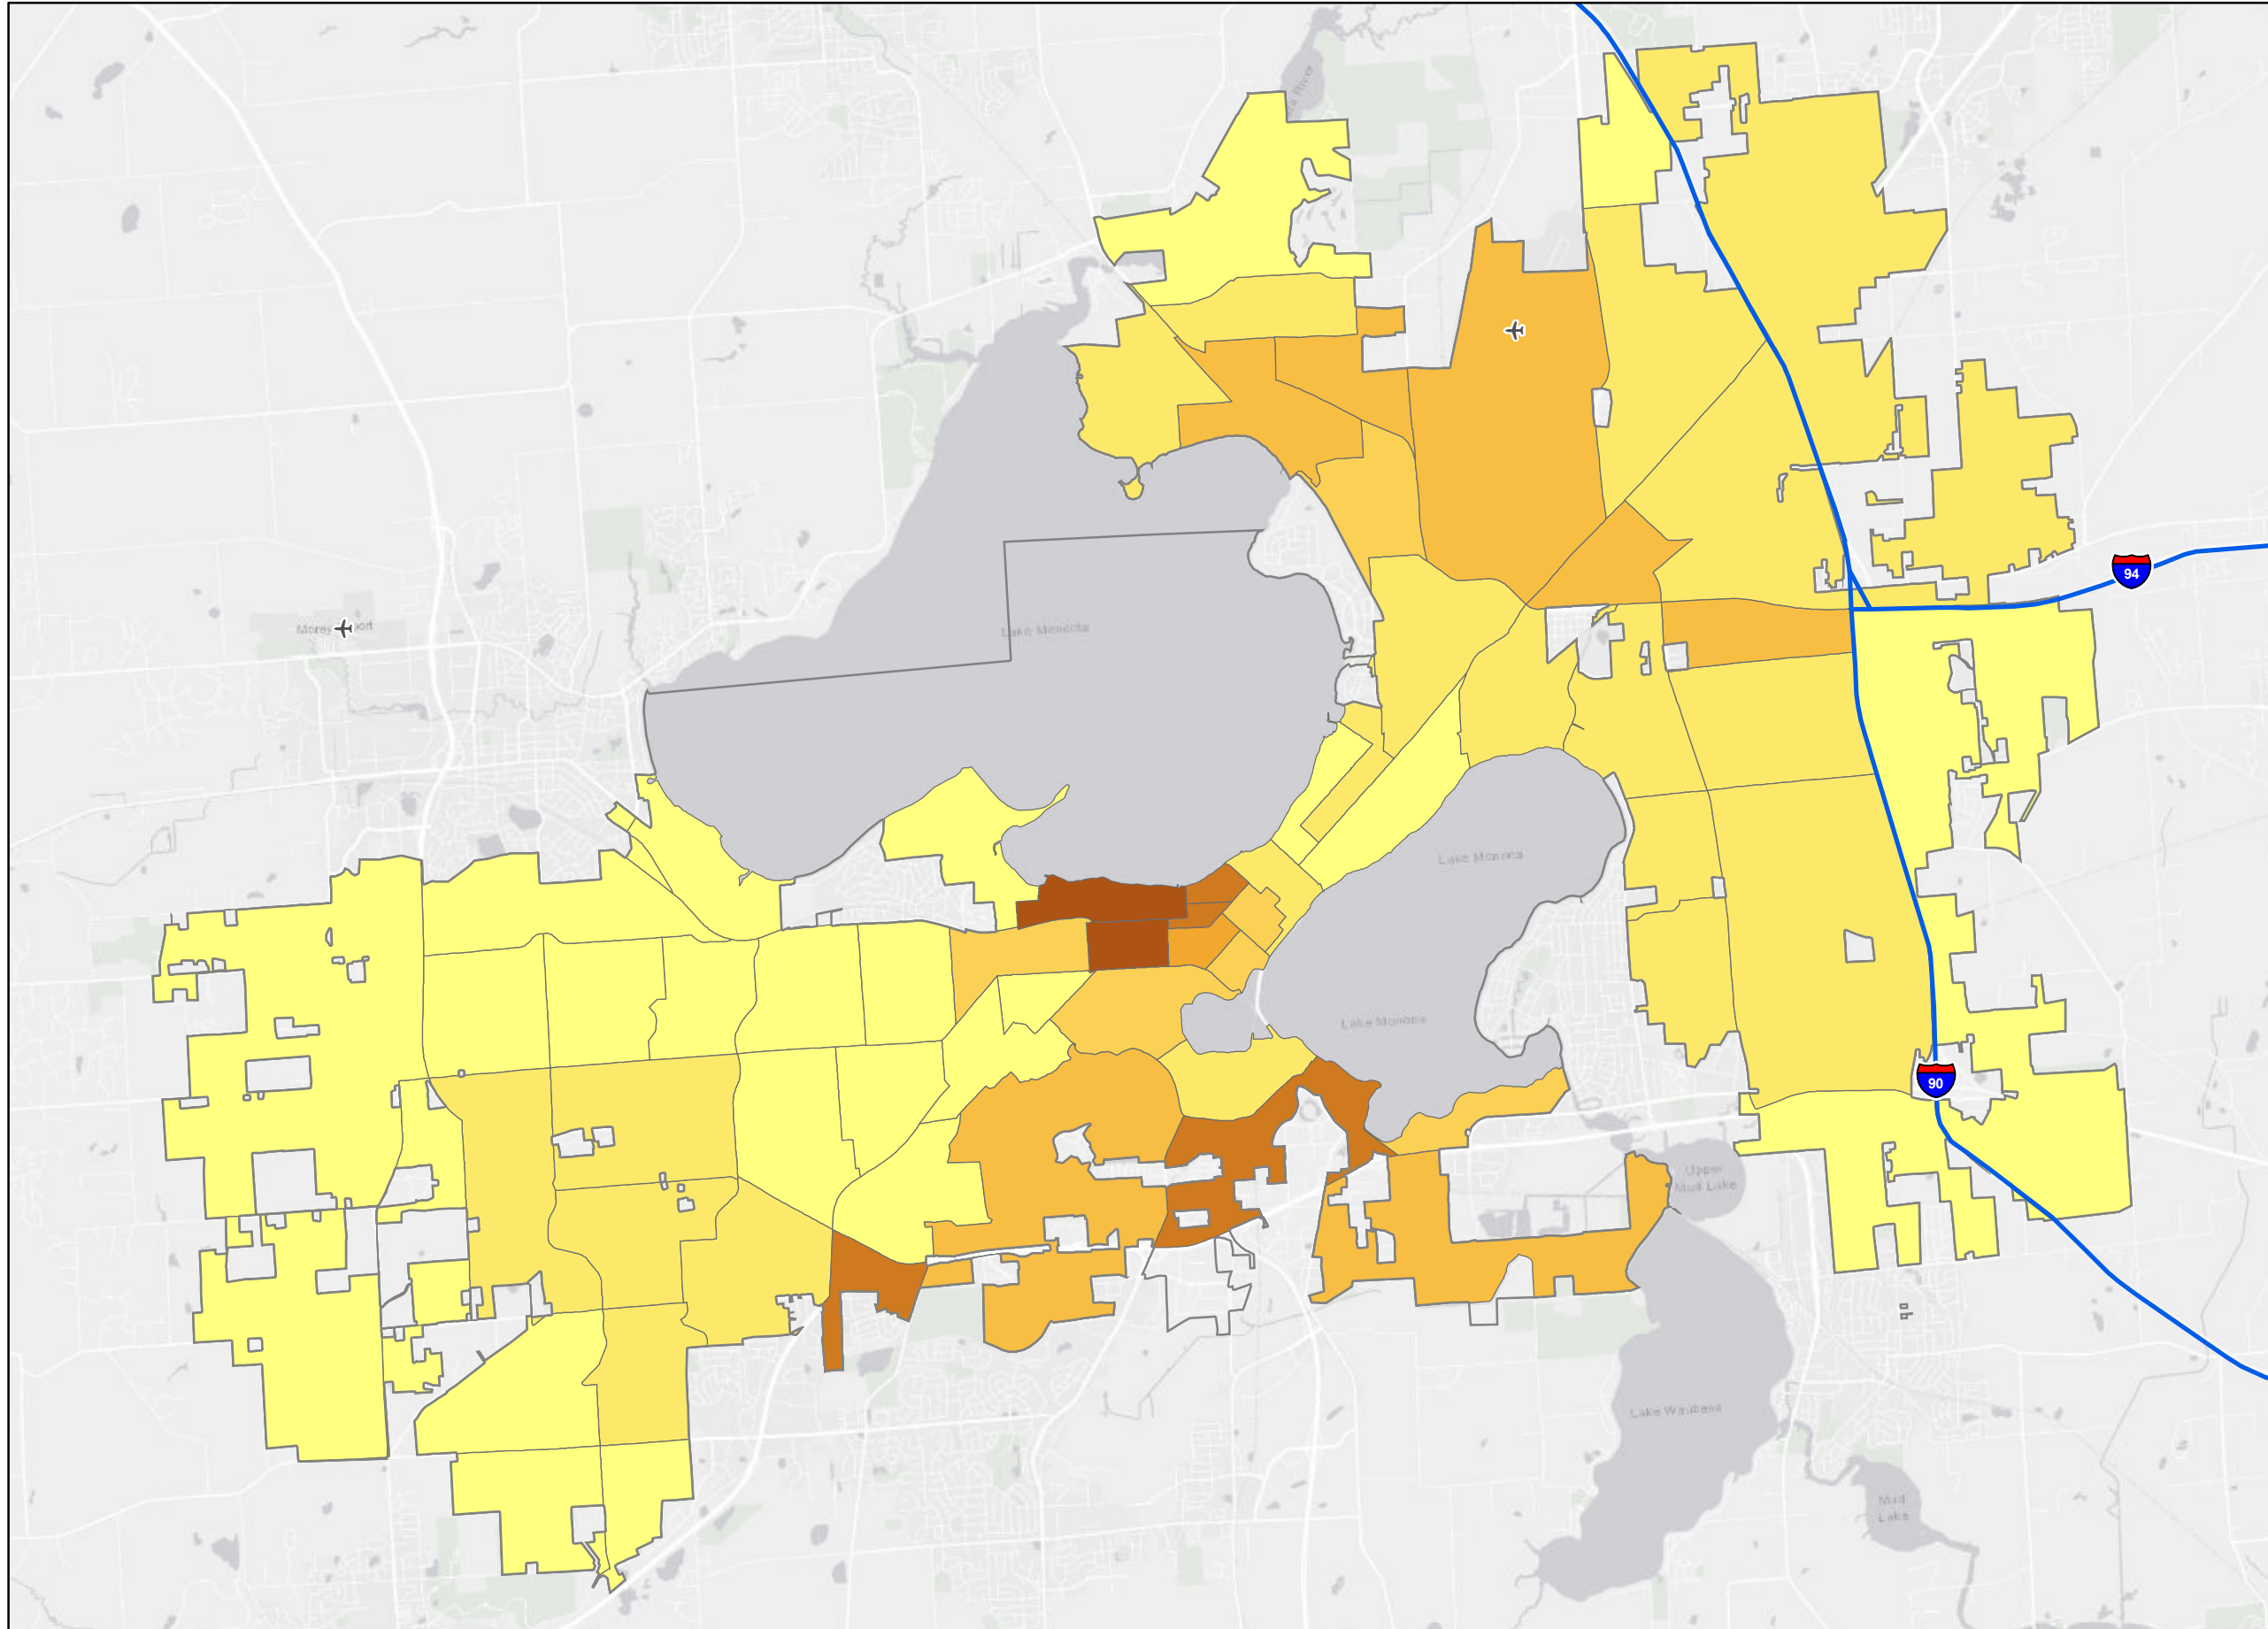 94
Lake Mendota
Lake Monona
Lake Monona
90
Upper
Mud Lake
Lake Waubesa
Mud
Lake